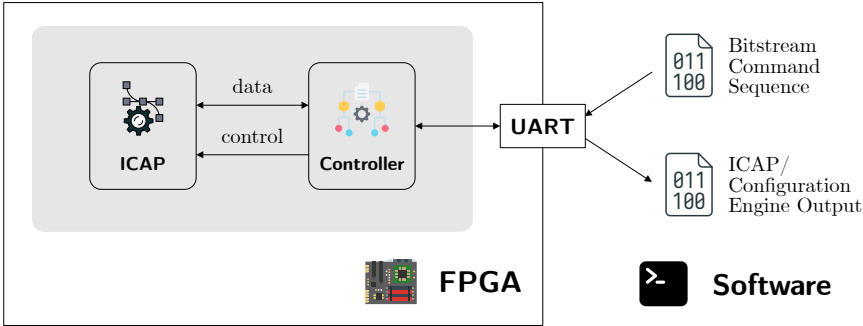 data
control
ICAP
Controller
UART
011
100
Bitstream
Command
Sequence
011
100
ICAP/
Configuration
Engine Output
FPGA
>_
Software